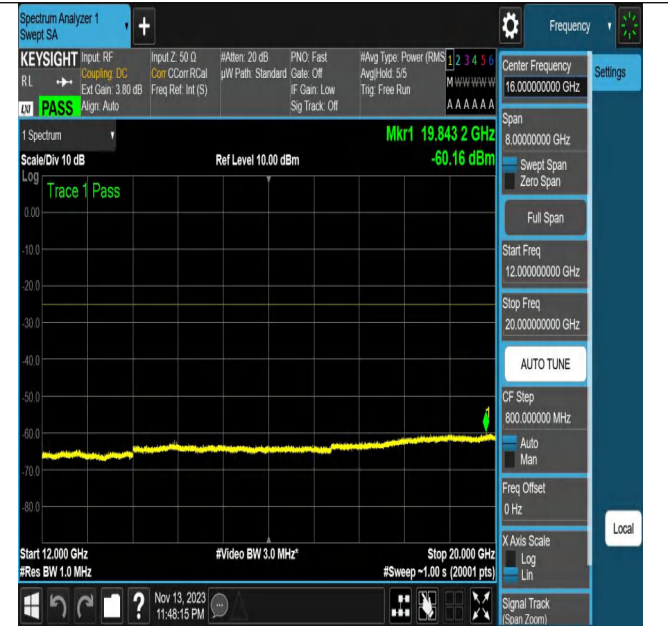 Spectrum Analyzer 1
Swept SA
+
Frequency
KEYSIGHT
RL
LXI PASS
Input: RF
Coupling: DC
Ext Gain: 3.80 dB
Align: Auto
Input Z: 50 Ω
Corr CCorr RCal
Freq Ref: Int (S)
#Atten: 20 dB
µW Path: Standard
PNO: Fast
Gate: Off
IF Gain: Low
Sig Track: Off
#Avg Type: Power (RMS
Avg|Hold: 5/5
Trig: Free Run
1 2 3 4 5 6
M W W W W W
A A A A A A
1 Spectrum
Scale/Div 10 dB
Ref Level 10.00 dBm
Mkr1 19.843 2 GHz
-60.16 dBm
Log
Trace 1 Pass
0.00
-10.0
-20.0
-30.0
-40.0
-50.0
-60.0
-70.0
-80.0
1
Start 12.000 GHz
#Res BW 1.0 MHz
#Video BW 3.0 MHz*
Stop 20.000 GHz
#Sweep ~1.00 s (20001 pts)
?
Nov 13, 2023
11:48:15 PM
Center Frequency
16.000000000 GHz
Span
8.00000000 GHz
Swept Span
Zero Span
Full Span
Start Freq
12.000000000 GHz
Stop Freq
20.000000000 GHz
AUTO TUNE
CF Step
800.000000 MHz
Auto
Man
Freq Offset
0 Hz
X Axis Scale
Log
Lin
Signal Track
(Span Zoom)
Settings
Local